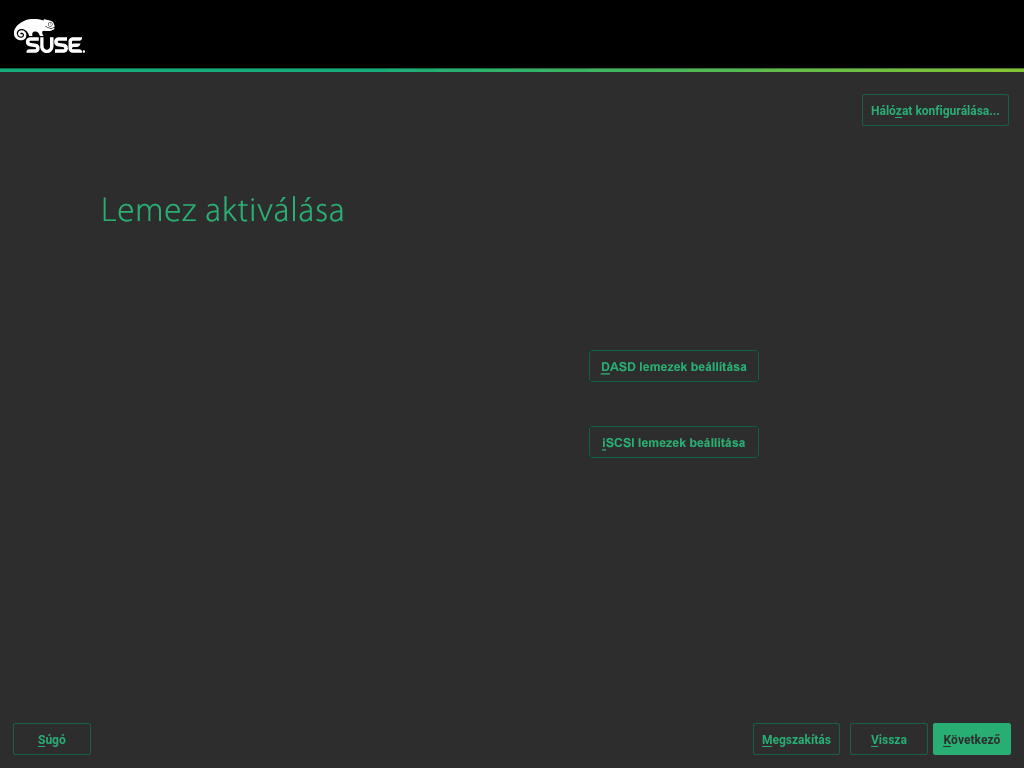 SUSE.
Hálózat konfigurálása...
Lemez aktiválása
DASD lemezek beállítása
iSCSI lemezek beállítása
Súgó
Megszakítás
Vissza
Következő